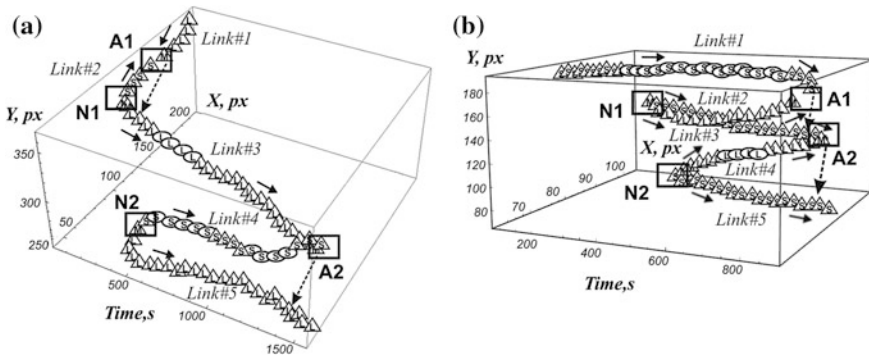 (a)
A1
Link#1
Link#2
N1
Y, px
X, px
200
150
100
50
350
300
250
Link#3
N2
Link#4
A2
Link#5
500
1000
1500
Time,s
(b)
Y, px
Link#1
180
160
140
120
100
80
N1
Link#2
A1
Link#3
X, px
A2
100
90
80
70
Link#4
N2
Link#5
200
400
600
800
Time,s